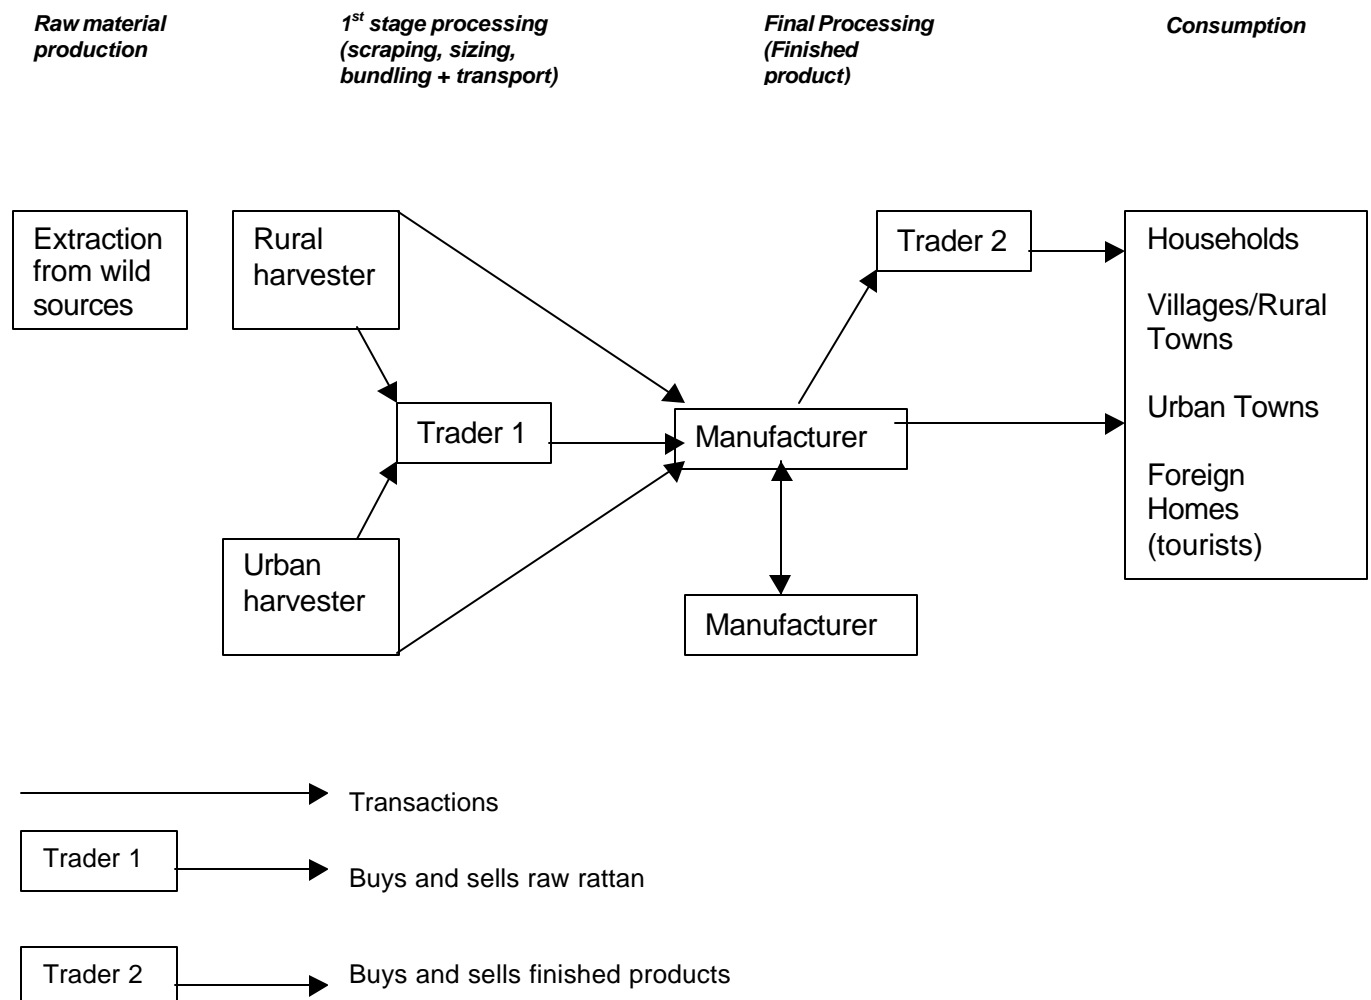 Raw material
production
1st stage processing
(scraping, sizing,
bundling + transport)
Final Processing
(Finished
product)
Consumption
Extraction
from wild
sources
Rural
harvester
Trader 1
Urban
harvester
Manufacturer
Manufacturer
Trader 2
Households
Villages/Rural
Towns
Urban Towns
Foreign
Homes
(tourists)
Transactions
Trader 1
Buys and sells raw rattan
Trader 2
Buys and sells finished products